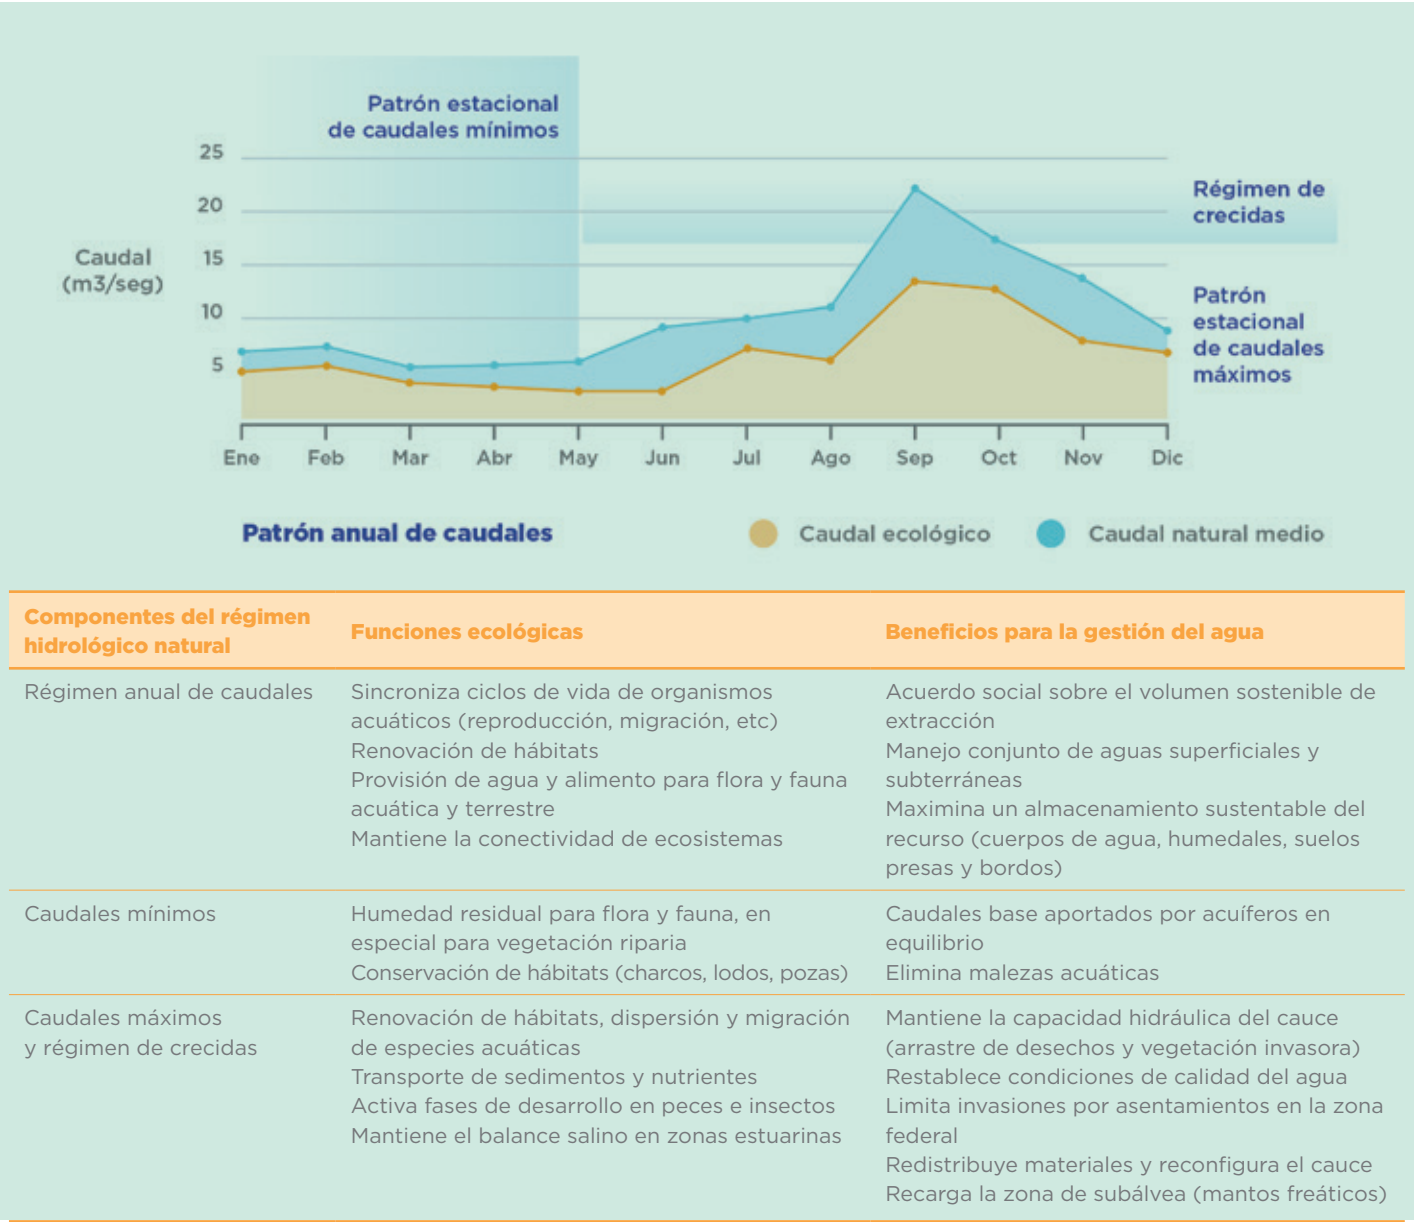 Patrón estacional
de caudales mínimos
25
20
15
10
5
Caudal
(m3/seg)
Régimen de
crecidas
Patrón
estacional
de caudales
máximos
Ene Feb Mar Abr May Jun Jul Ago Sep Oct Nov Dic
Patrón anual de caudales
Caudal ecológico
Caudal natural medio
Componentes del régimen
hidrológico natural
Funciones ecológicas
Beneficios para la gestión del agua
Régimen anual de caudales
Sincroniza ciclos de vida de organismos
acuáticos (reproducción, migración, etc)
Renovación de hábitats
Provisión de agua y alimento para flora y fauna
acuática y terrestre
Mantiene la conectividad de ecosistemas
Acuerdo social sobre el volumen sostenible de
extracción
Manejo conjunto de aguas superficiales y
subterráneas
Maximina un almacenamiento sustentable del
recurso (cuerpos de agua, humedales, suelos
presas y bordos)
Caudales mínimos
Humedad residual para flora y fauna, en
especial para vegetación riparia
Conservación de hábitats (charcos, lodos, pozas)
Caudales base aportados por acuíferos en
equilibrio
Elimina malezas acuáticas
Caudales máximos
y régimen de crecidas
Renovación de hábitats, dispersión y migración
de especies acuáticas
Transporte de sedimentos y nutrientes
Activa fases de desarrollo en peces e insectos
Mantiene el balance salino en zonas estuarinas
Mantiene la capacidad hidráulica del cauce
(arrastre de desechos y vegetación invasora)
Restablece condiciones de calidad del agua
Limita invasiones por asentamientos en la zona
federal
Redistribuye materiales y reconfigura el cauce
Recarga la zona de subálvea (mantos freáticos)